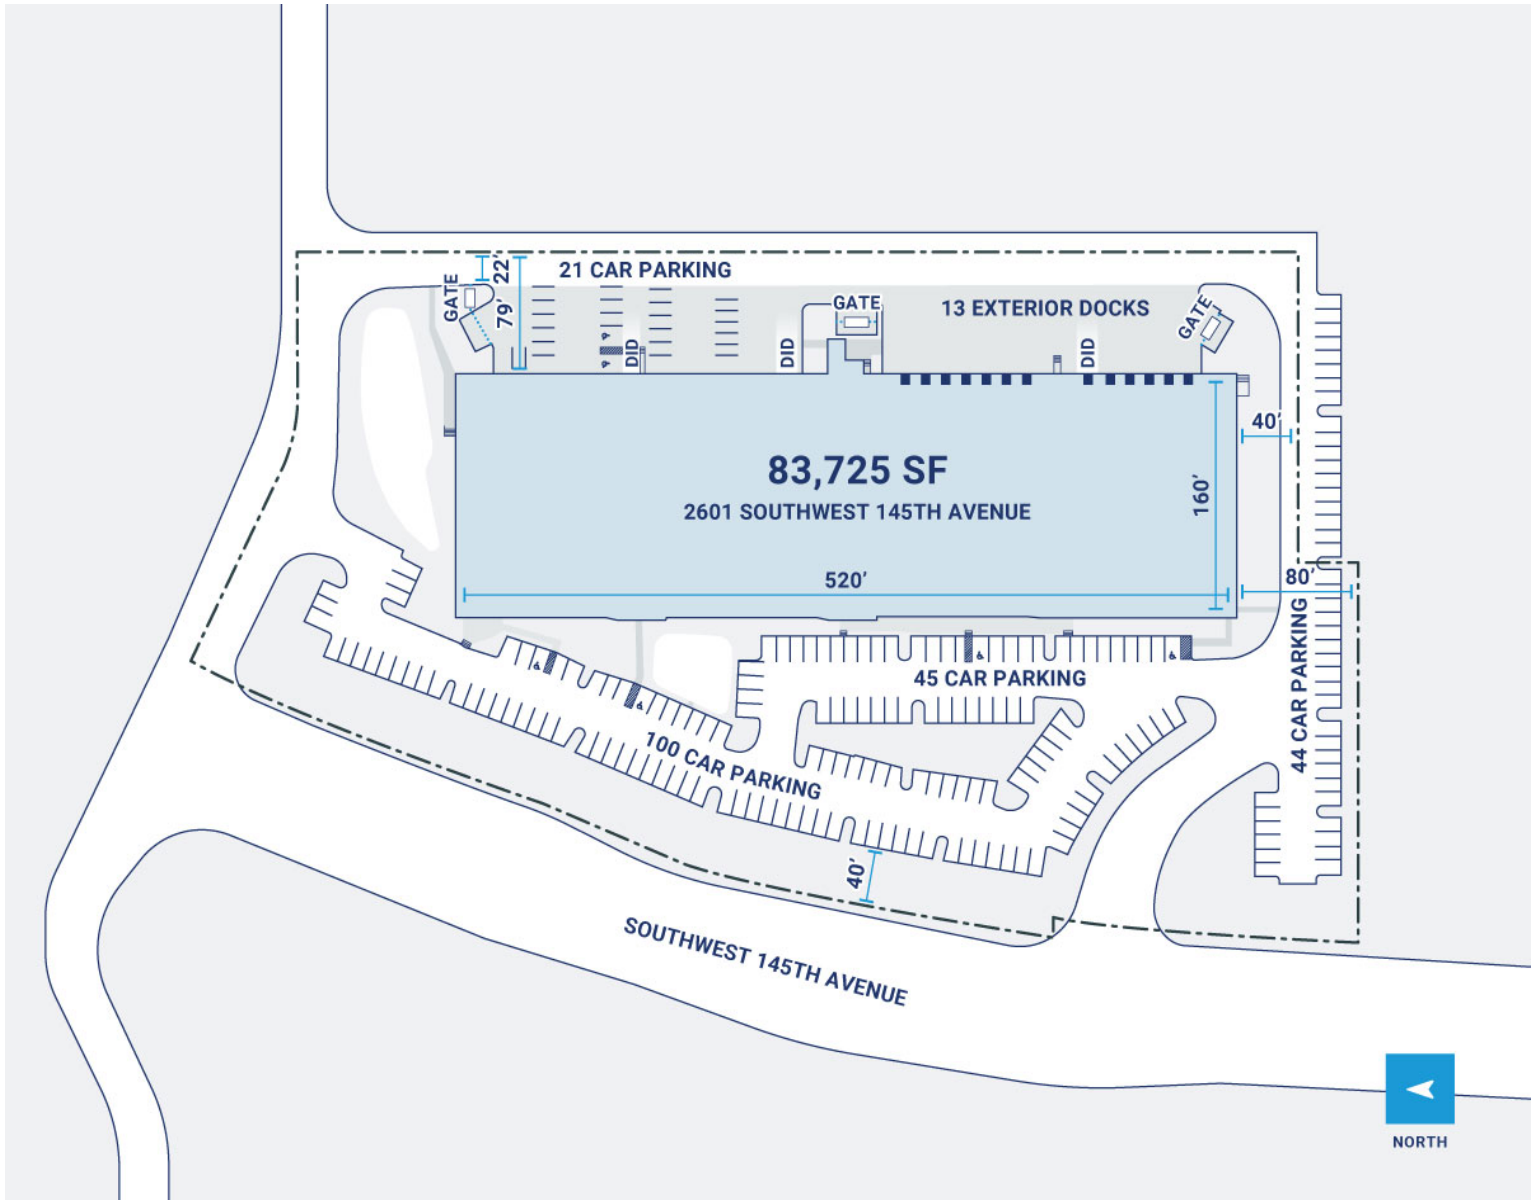 22'
21 CAR PARKING
GATE
79'
GATE
13 EXTERIOR DOCKS
GATE
DID
DID
DID
40'
83,725 SF
2601 SOUTHWEST 145TH AVENUE
160'
520'
80'
45 CAR PARKING
44 CAR PARKING
100 CAR PARKING
40'
SOUTHWEST 145TH AVENUE
NORTH